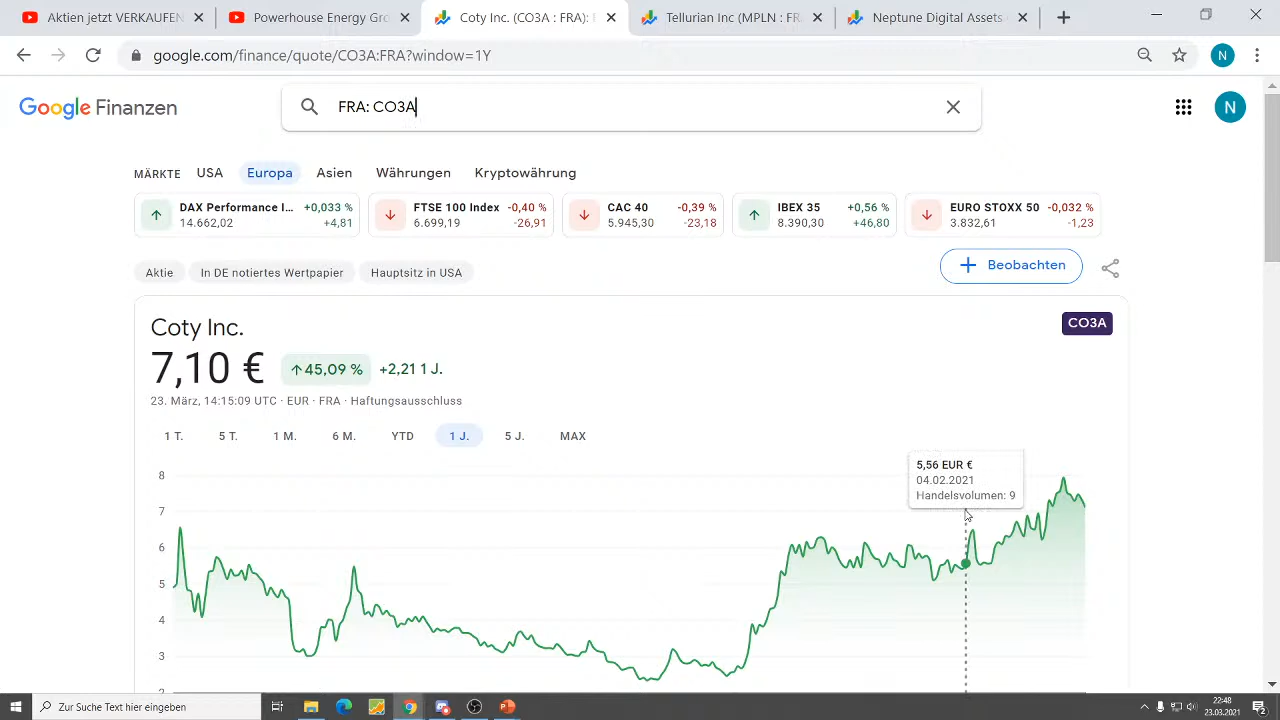 Aktien jetzt VERKAUFEN
Powerhouse Energy Gro
Coty Inc. (CO3A : FRA):
Tellurian Inc (MPLN : FRA
Neptune Digital Assets
google.com/finance/quote/CO3A:FRA?window=1Y
N
Google Finanzen
FRA: CO3A
N
MÄRKTE USA Europa Asien Währungen Kryptowährung
DAX Performance I... +0,033 %
14.662,02 +4,81
FTSE 100 Index -0,40 %
6.699,19 -26,91
CAC 40 -0,39 %
5.945,30 -23,18
IBEX 35 +0,56 %
8.390,30 +46,80
EURO STOXX 50 -0,032 %
3.832,61 -1,23
Aktie In DE notiertes Wertpapier Hauptsitz in USA
Beobachten
Coty Inc.
CO3A
7,10 € 45,09 % +2,21 1 J.
23. März, 14:15:09 UTC · EUR · FRA · Haftungsausschluss
1 T. 5 T. 1 M. 6 M. YTD 1 J. 5 J. MAX
5,56 EUR €
04.02.2021
Handelsvolumen: 9
8
7
6
5
4
3
2
Zur Suche Text hier eingeben
22:48
23.03.2021
2